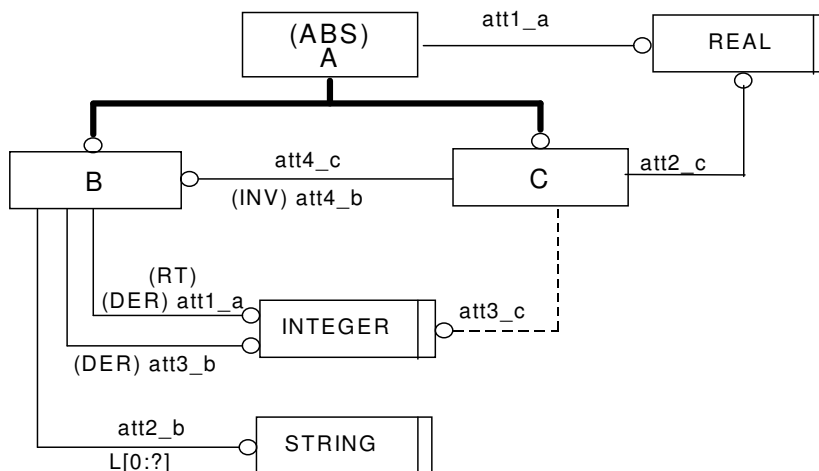 (ABS)
A
att1_a
REAL
B
att4_c
(INV) att4_b
C
att2_c
(RT)
(DER) att1_a
INTEGER
att3_c
(DER) att3_b
att2_b
L[0:?]
STRING